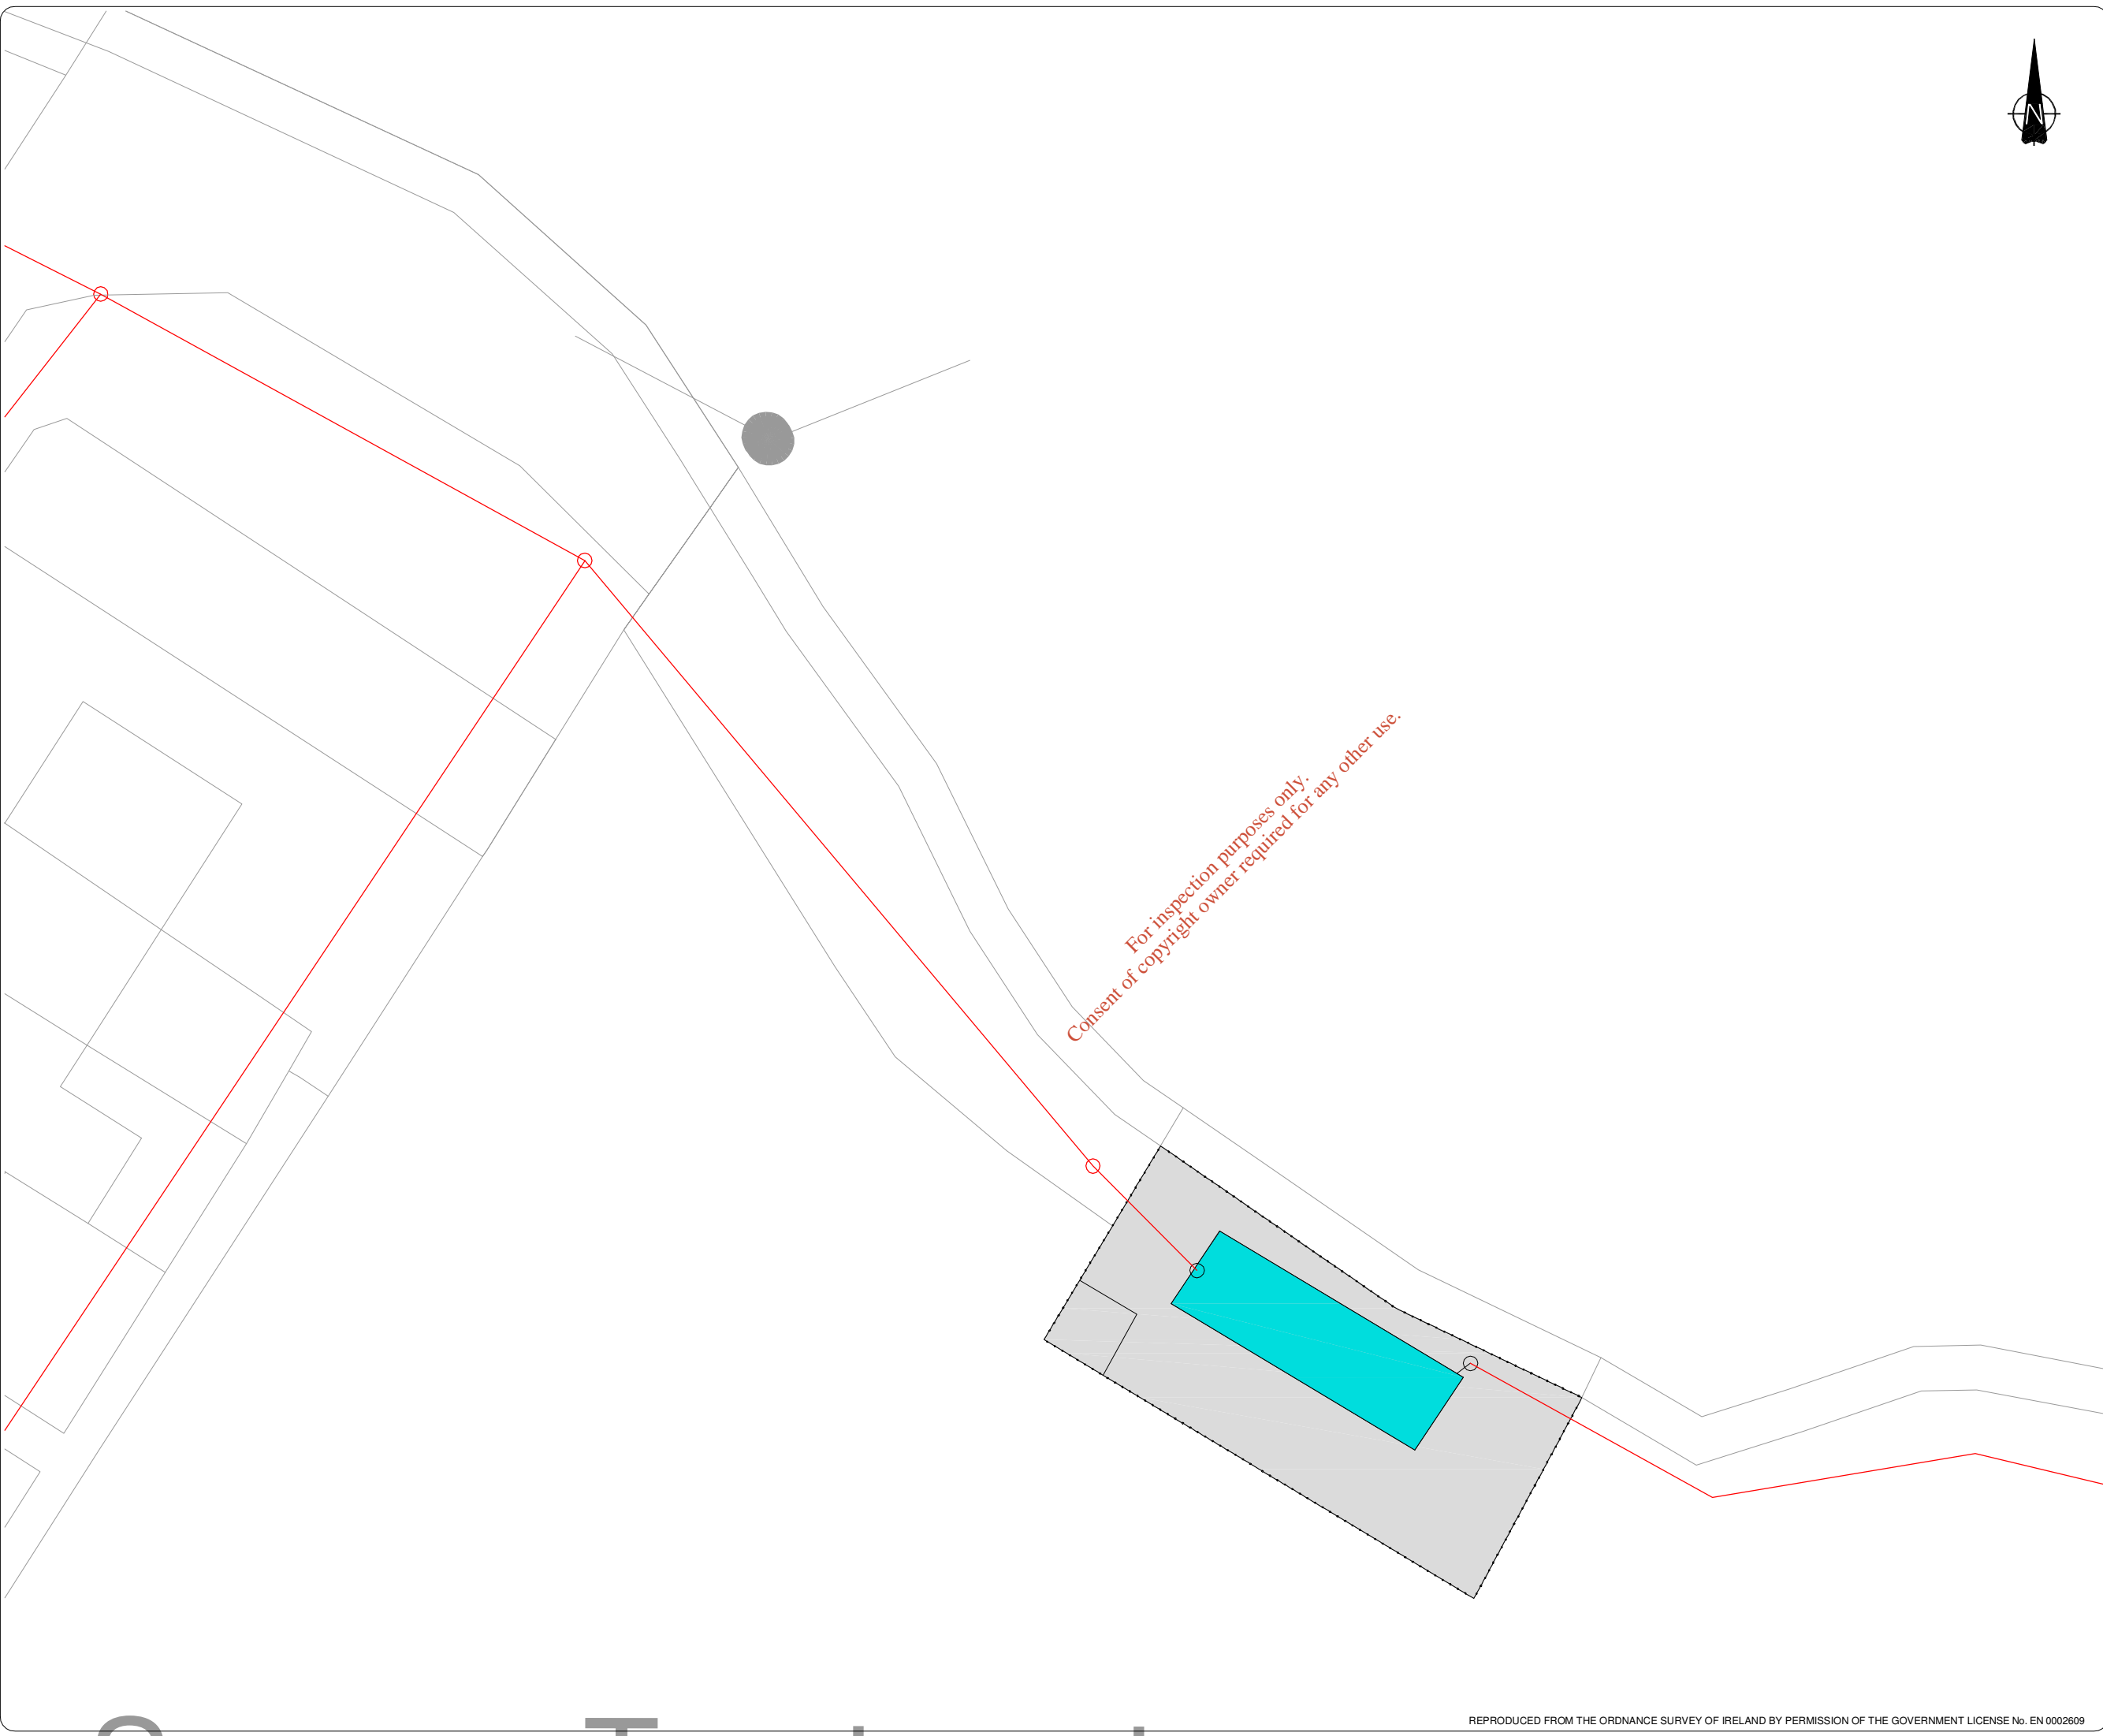 N
For inspection purposes only.
Consent of copyright owner required for any other use.
REPRODUCED FROM THE ORDNANCE SURVEY OF IRELAND BY PERMISSION OF THE GOVERNMENT LICENSE No. EN 0002609